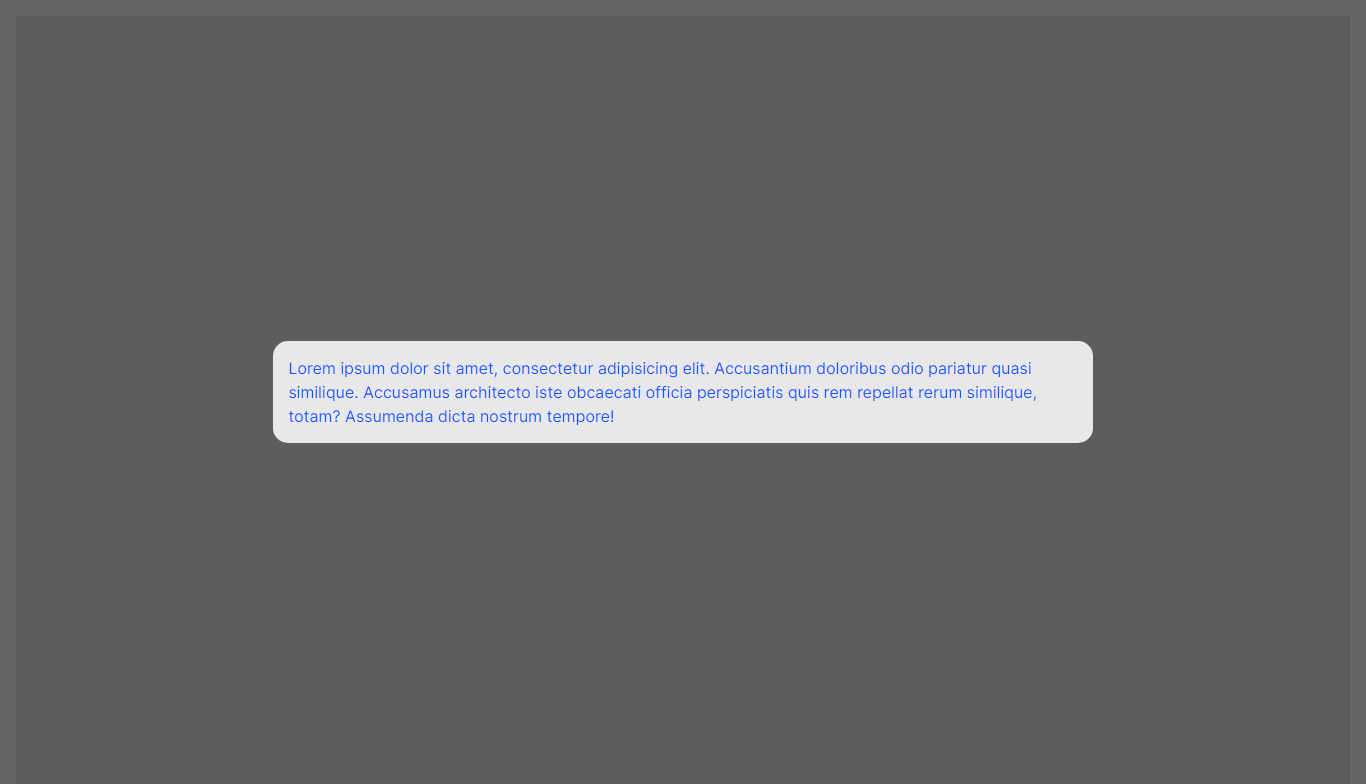 Lorem ipsum dolor sit amet, consectetur adipisicing elit. Accusantium doloribus odio pariatur quasi
similique. Accusamus architecto iste obcaecati officia perspiciatis quis rem repellat rerum similique,
totam? Assumenda dicta nostrum tempore!